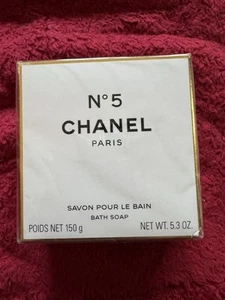 N°5
CHANEL
PARIS
SAVON POUR LE BAIN
BATH SOAP
POIDS NET 150 g NET WT. 5.3 OZ.